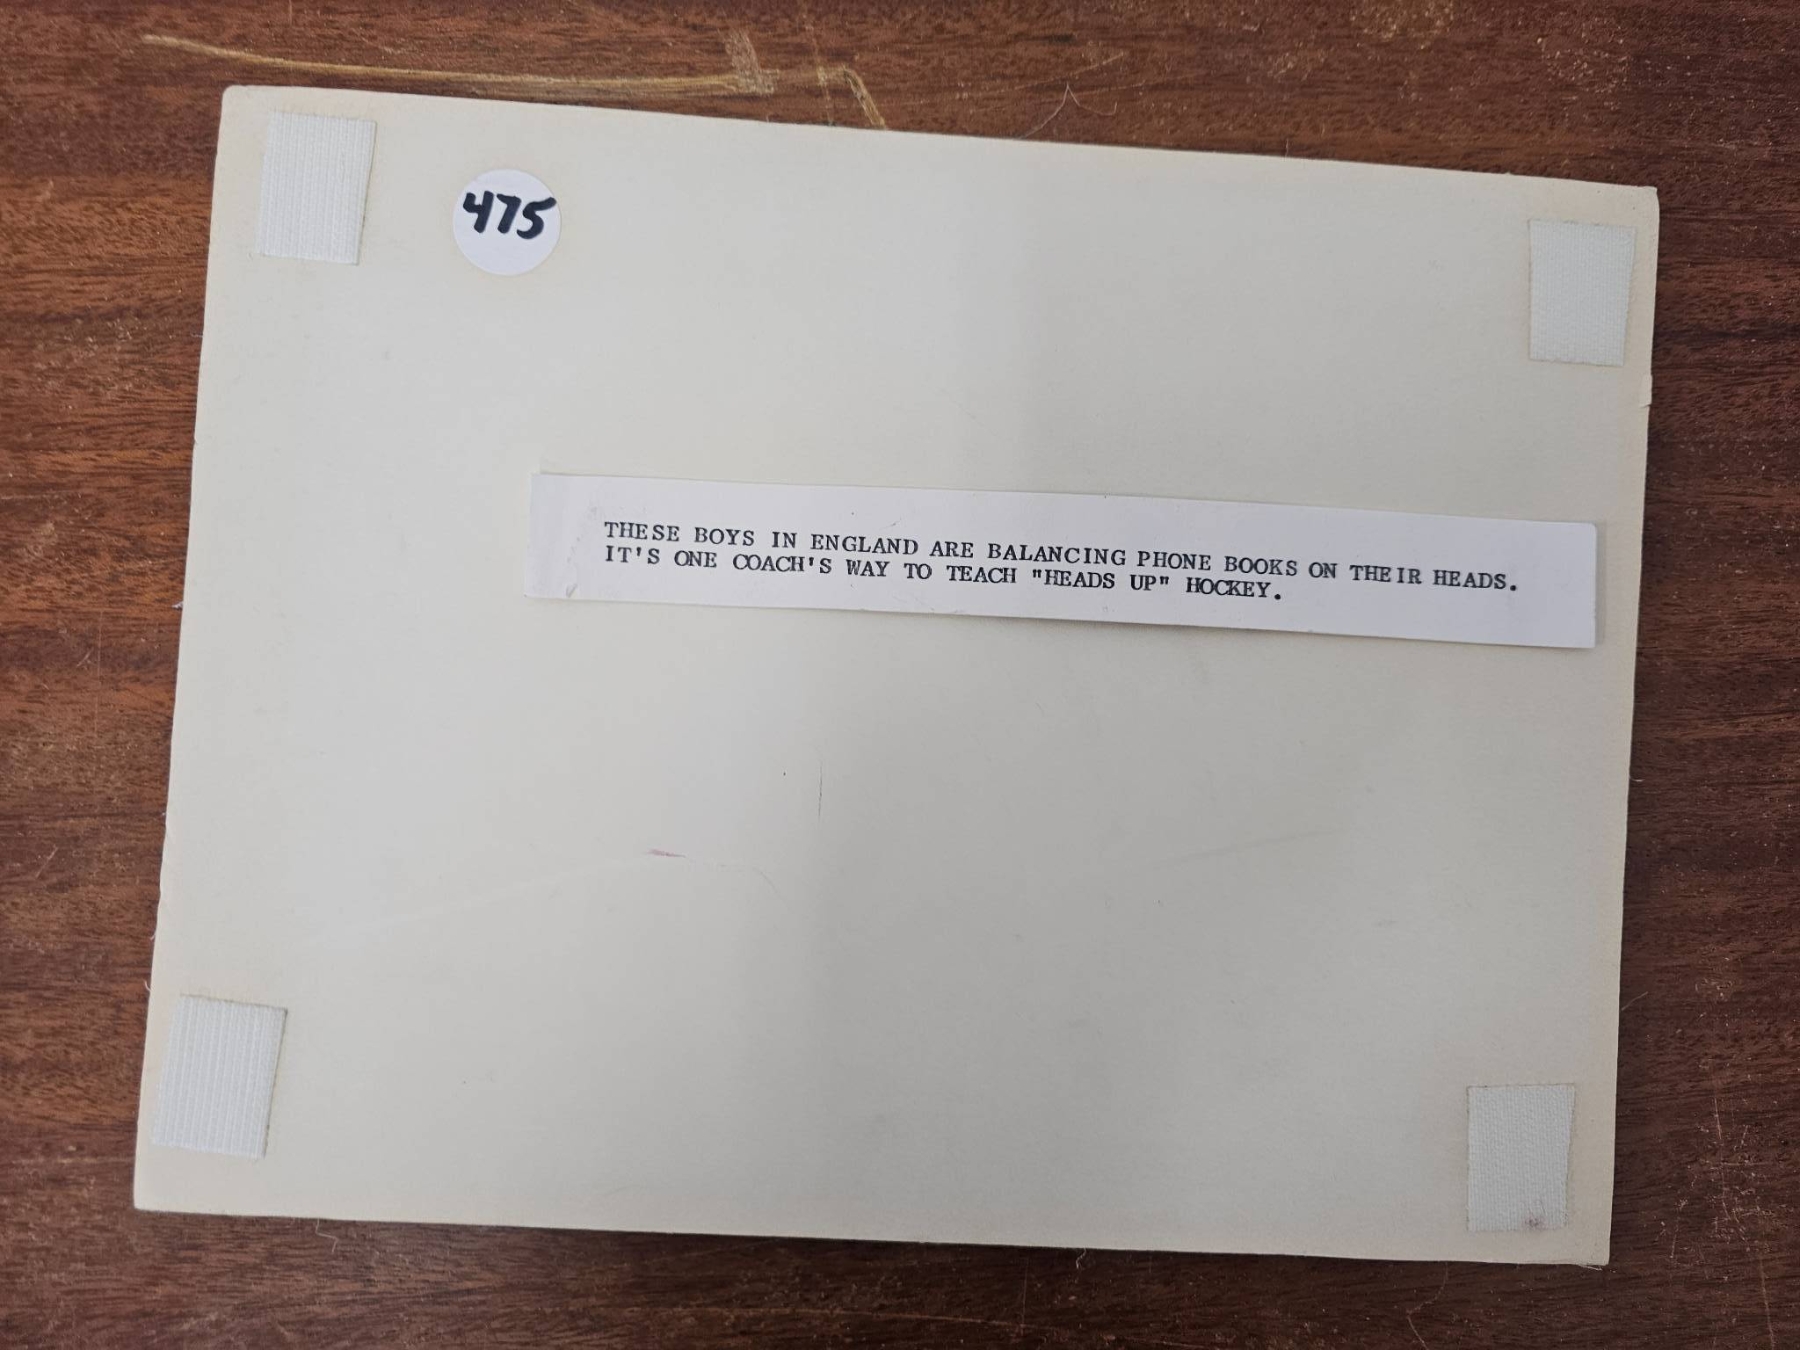 475
THESE BOYS IN ENGLAND ARE BALANCING PHONE BOOKS ON THEIR HEADS.
IT'S ONE COACH'S WAY TO TEACH "HEADS UP" HOCKEY.